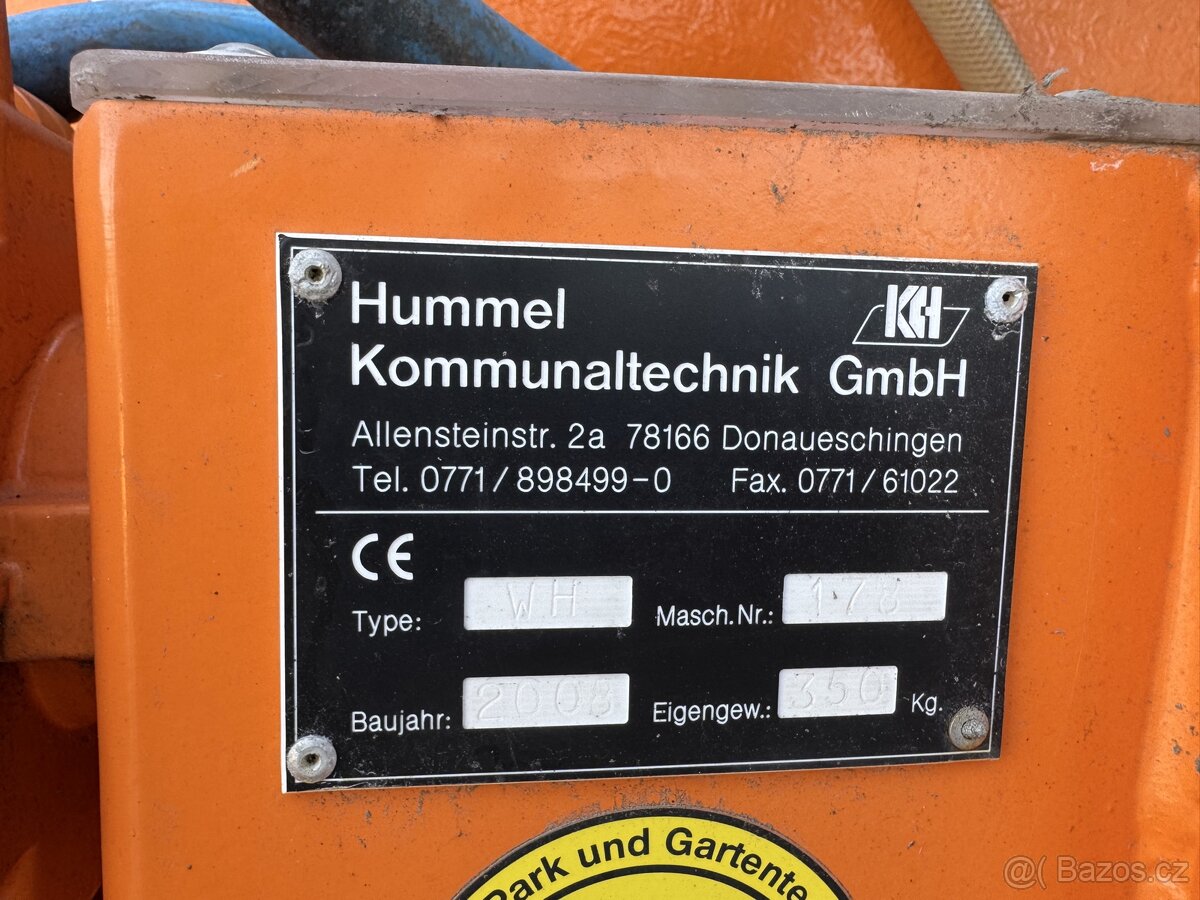 Hummel
KH
Kommunaltechnik GmbH
Allensteinstr. 2a 78166 Donaueschingen
Tel. 0771/898499-0 Fax. 0771/61022
CE
Type: WH Masch.Nr.: 178
Baujahr: 2008 Eigengew.: 350 Kg.
Park und Gartente
Bazos.cz